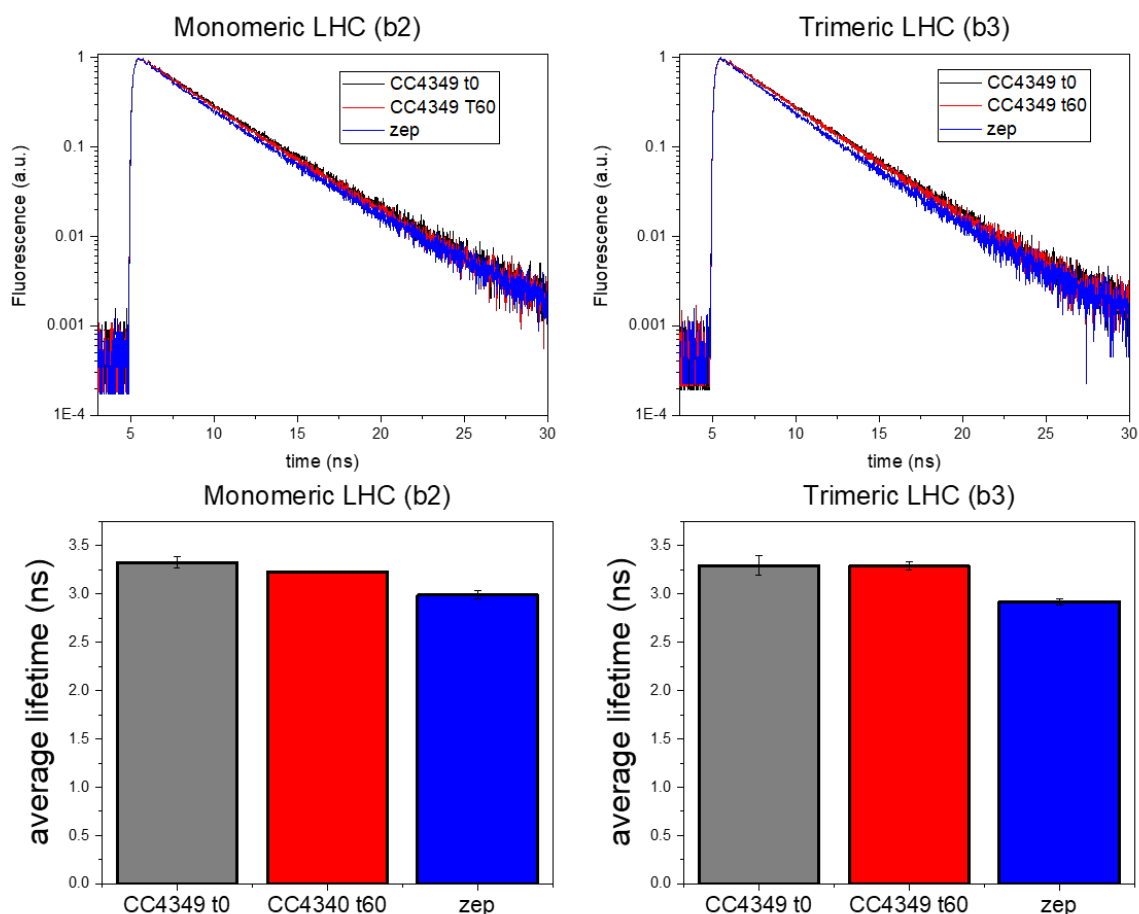 Monomeric LHC (b2)
1
0.1
0.01
0.001
1E-4
Fluorescence (a.u.)
CC4349 t0
CC4349 T60
zep
5
10
15
20
25
30
time (ns)
Trimeric LHC (b3)
1
0.1
0.01
0.001
1E-4
Fluorescence (a.u.)
CC4349 t0
CC4349 t60
zep
5
10
15
20
25
30
time (ns)
Monomeric LHC (b2)
3.5
3.0
2.5
2.0
1.5
1.0
0.5
0.0
average lifetime (ns)
CC4349 t0
CC4340 t60
zep
Trimeric LHC (b3)
3.5
3.0
2.5
2.0
1.5
1.0
0.5
0.0
average lifetime (ns)
CC4349 t0
CC4349 t60
zep